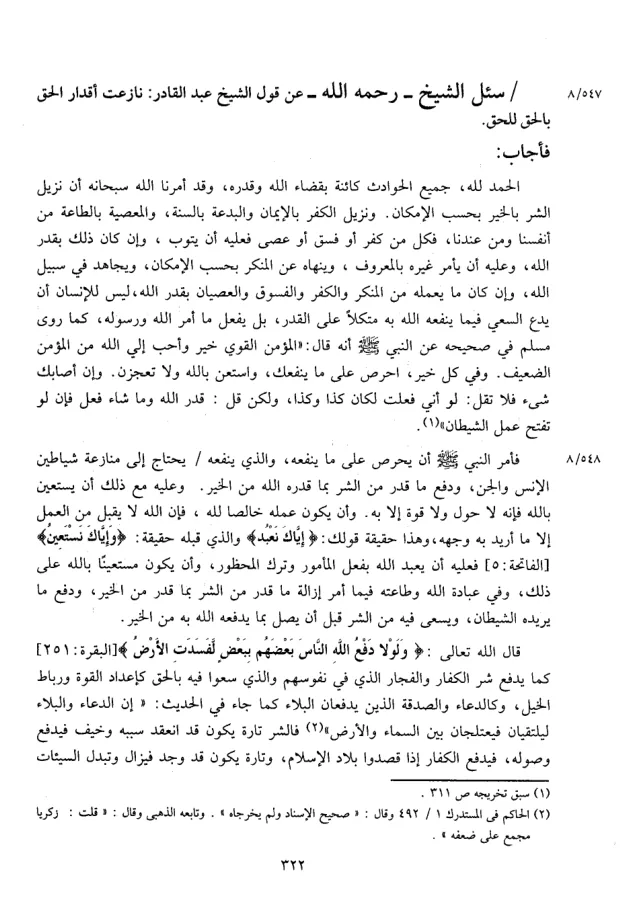 ٨/٥٤٧ / سئل الشيخ ـ رحمه الله ـ عن قول الشيخ عبد القادر: نازعت أقدار الحق
بالحق للحق.
فأجاب:
الحمد لله، جميع الحوادث كائنة بقضاء الله وقدره، وقد أمرنا الله سبحانه أن نزيل
الشر بالخير بحسب الإمكان. ونزيل الكفر بالإيمان والبدعة بالسنة، والمعصية بالطاعة من
أنفسنا ومن عندنا، فكل من كفر أو فسق أو عصى فعليه أن يتوب ، وإن كان ذلك بقدر
الله، وعليه أن يأمر غيره بالمعروف ، وينهاه عن المنكر بحسب الإمكان، ويجاهد في سبيل
الله، وإن كان ما يعمله من المنكر والكفر والفسوق والعصيان بقدر الله،ليس للإنسان أن
يدع السعي فيما ينفعه الله به متكلاً على القدر، بل يفعل ما أمر الله ورسوله، كما روى
مسلم في صحيحه عن النبي ﷺ أنه قال:«المؤمن القوي خير وأحب إلي الله من المؤمن
الضعيف. وفي كل خير، احرص على ما ينفعك، واستعن بالله ولا تعجزن. وإن أصابك
شىء فلا تقل: لو أني فعلت لكان كذا وكذا، ولكن قل : قدر الله وما شاء فعل فإن لو
تفتح عمل الشيطان»(١).
٨/٥٤٨ فأمر النبي ﷺ أن يحرص على ما ينفعه، والذي ينفعه / يحتاج إلى منازعة شياطين
الإنس والجن، ودفع ما قدر من الشر بما قدره الله من الخير. وعليه مع ذلك أن يستعين
بالله فإنه لا حول ولا قوة إلا به. وأن يكون عمله خالصا لله ، فإن الله لا يقبل من العمل
إلا ما أريد به وجهه،وهذا حقيقة قولك:﴿ إِيَّاكَ نَعْبُدُ﴾ والذي قبله حقيقة: ﴿وَإِيَّاكَ نَسْتَعِينُ﴾
[الفاتحة:٥] فعليه أن يعبد الله بفعل المأمور وترك المحظور، وأن يكون مستعينًا بالله على
ذلك، وفي عبادة الله وطاعته فيما أمر إزالة ما قدر من الشر بما قدر من الخير، ودفع ما
يريده الشيطان، ويسعى فيه من الشر قبل أن يصل بما يدفعه الله به من الخير.
قال الله تعالى :﴿ وَلَوْلا دَفْعُ اللَّهِ النَّاسَ بَعْضَهُم بِبَعْضٍ لَّفَسَدَتِ الأَرْضُ ﴾[البقرة:٢٥١]
كما يدفع شر الكفار والفجار الذي في نفوسهم والذي سعوا فيه بالحق كإعداد القوة ورباط
الخيل، وكالدعاء والصدقة الذين يدفعان البلاء كما جاء في الحديث: « إن الدعاء والبلاء
ليلتقيان فيعتلجان بين السماء والأرض»(٢) فالشر تارة يكون قد انعقد سببه وخيف فيدفع
وصوله، فيدفع الكفار إذا قصدوا بلاد الإسلام، وتارة يكون قد وجد فيزال وتبدل السيئات
(١) سبق تخريجه ص ٣١١ .
(٢) الحاكم في المستدرك ١ / ٤٩٢ وقال : « صحيح الإسناد ولم يخرجاه » . وتابعه الذهبي وقال : « قلت : زكريا
مجمع على ضعفه » .
٣٢٢